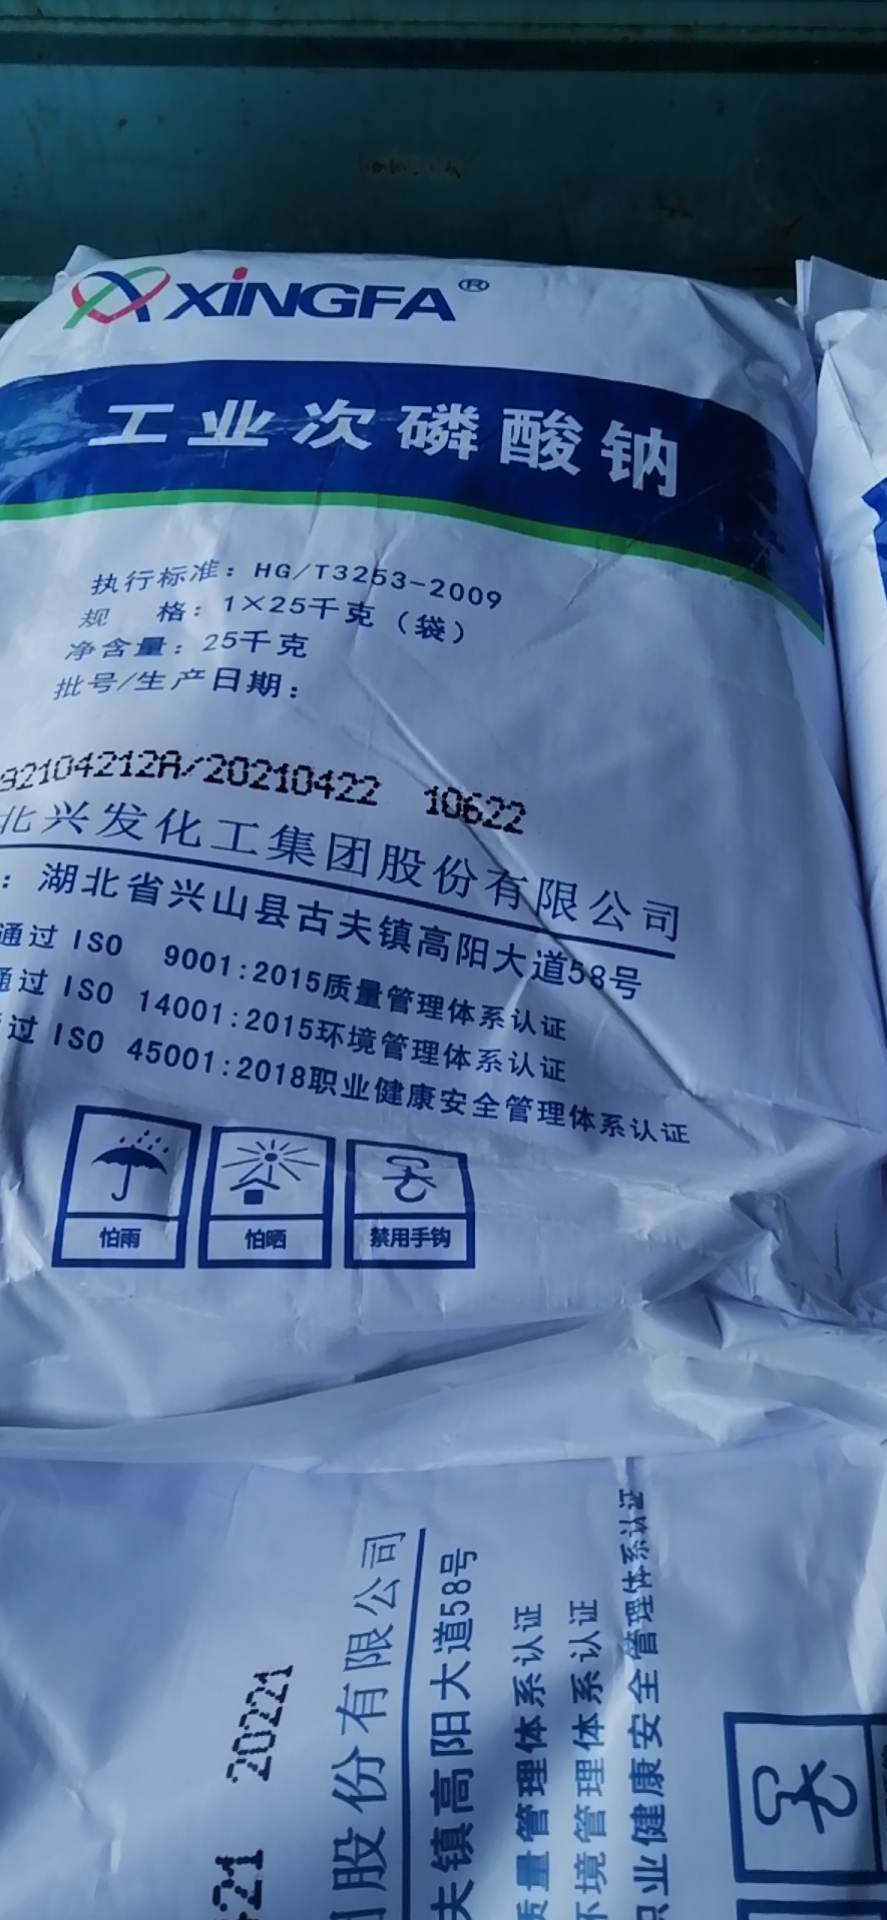 XINGFA®
工业次磷酸钠
执行标准：HG/T3253-2009
规 格：1×25千克（袋）
净含量：25千克
批号/生产日期：
92104212A/20210422 10622
北兴发化工集团股份有限公司
：湖北省兴山县古夫镇高阳大道58号
通过 ISO 9001:2015质量管理体系认证
通过 ISO 14001:2015环境管理体系认证
过 ISO 45001:2018职业健康安全管理体系认证
怕雨
怕晒
禁用手钩
421 20221
股份有限公司
夫镇高阳大道58号
质量管理体系认证
环境管理体系认证
职业健康安全管理体系认证